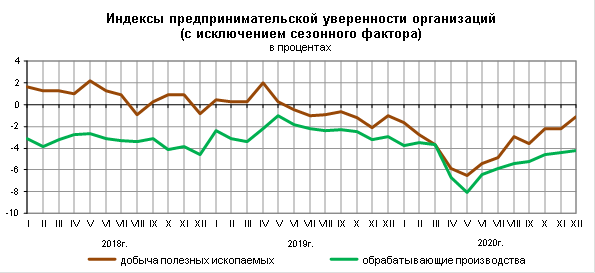 Индексы предпринимательской уверенности организаций
(с исключением сезонного фактора)
в процентах
4
2
0
-2
-4
-6
-8
-10
I II III IV V VI VII VIII IX X XI XII I II III IV V VI VII VIII IX X XI XII I II III IV V VI VII VIII IX X XI XII
2018г. 2019г. 2020г.
добыча полезных ископаемых обрабатывающие производства